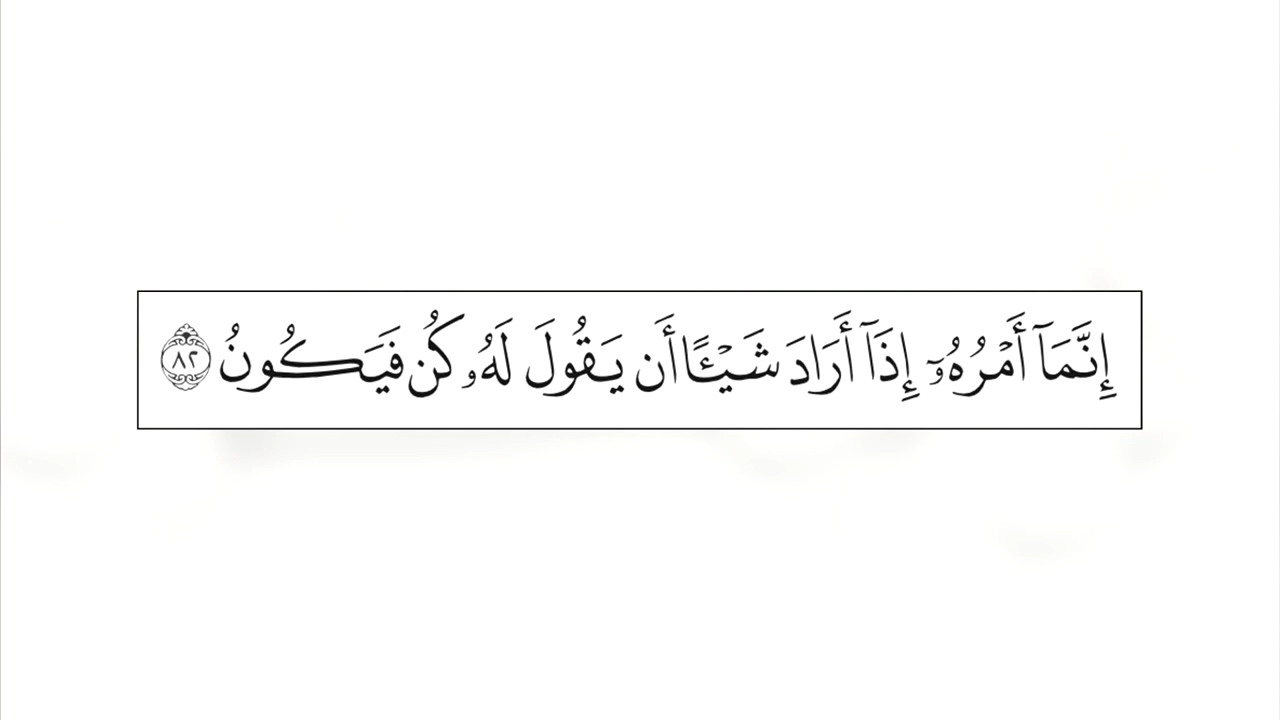 إِنَّمَآ أَمْرُهُۥٓ إِذَآ أَرَادَ شَيْـًٔا أَن يَقُولَ لَهُۥ كُن فَيَكُونُ ٨٢